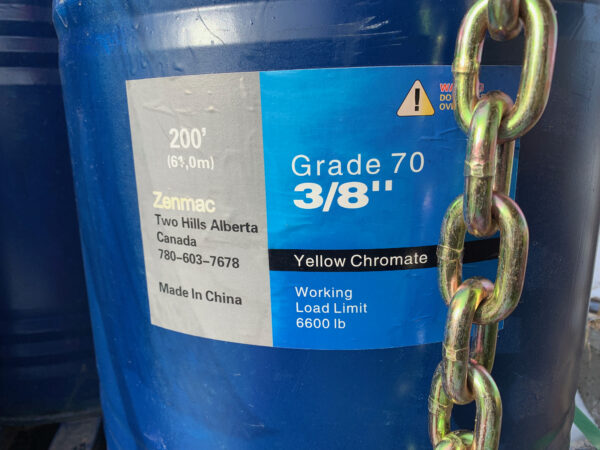 200'
(61,0m)
Zenmac
Two Hills Alberta
Canada
780-603-7678
Made In China
DO
Grade 70
3/8"
Yellow Chromate
Working
Load Limit
6600 lb